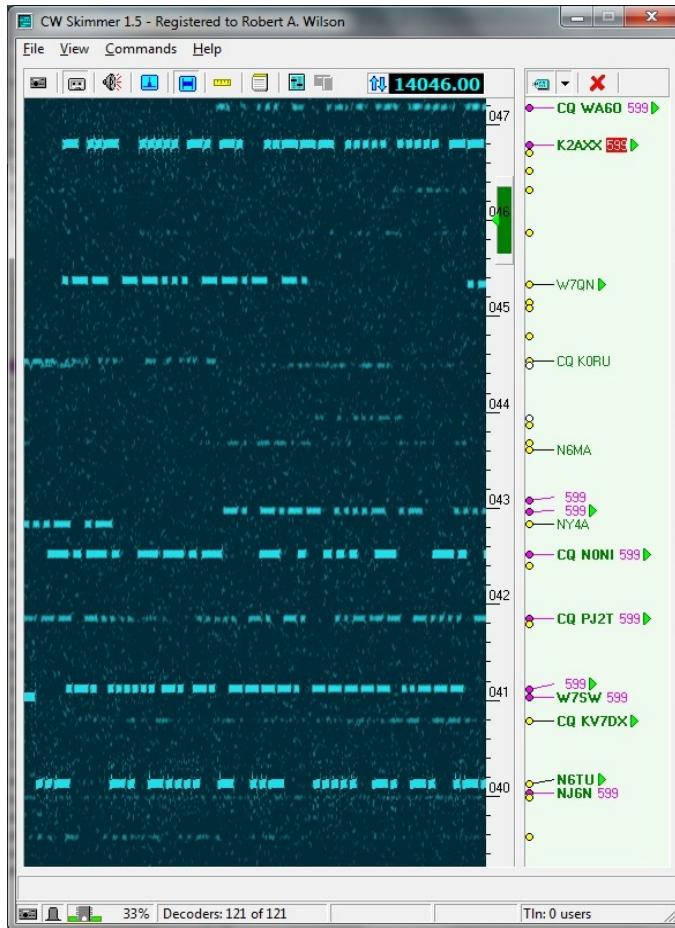 CW Skimmer 1.5 - Registered to Robert A. Wilson
File View Commands Help
14046.00
047
CQ WA6O 599
K2AXX 599
046
W7QN
045
CQ K0RU
044
N6MA
043
599
599
NY4A
CQ N0NI 599
042
CQ PJ2T 599
599
041
W7SW 599
CQ KV7DX
N6TU
040
NJ6N 599
33% Decoders: 121 of 121 Tln: 0 users